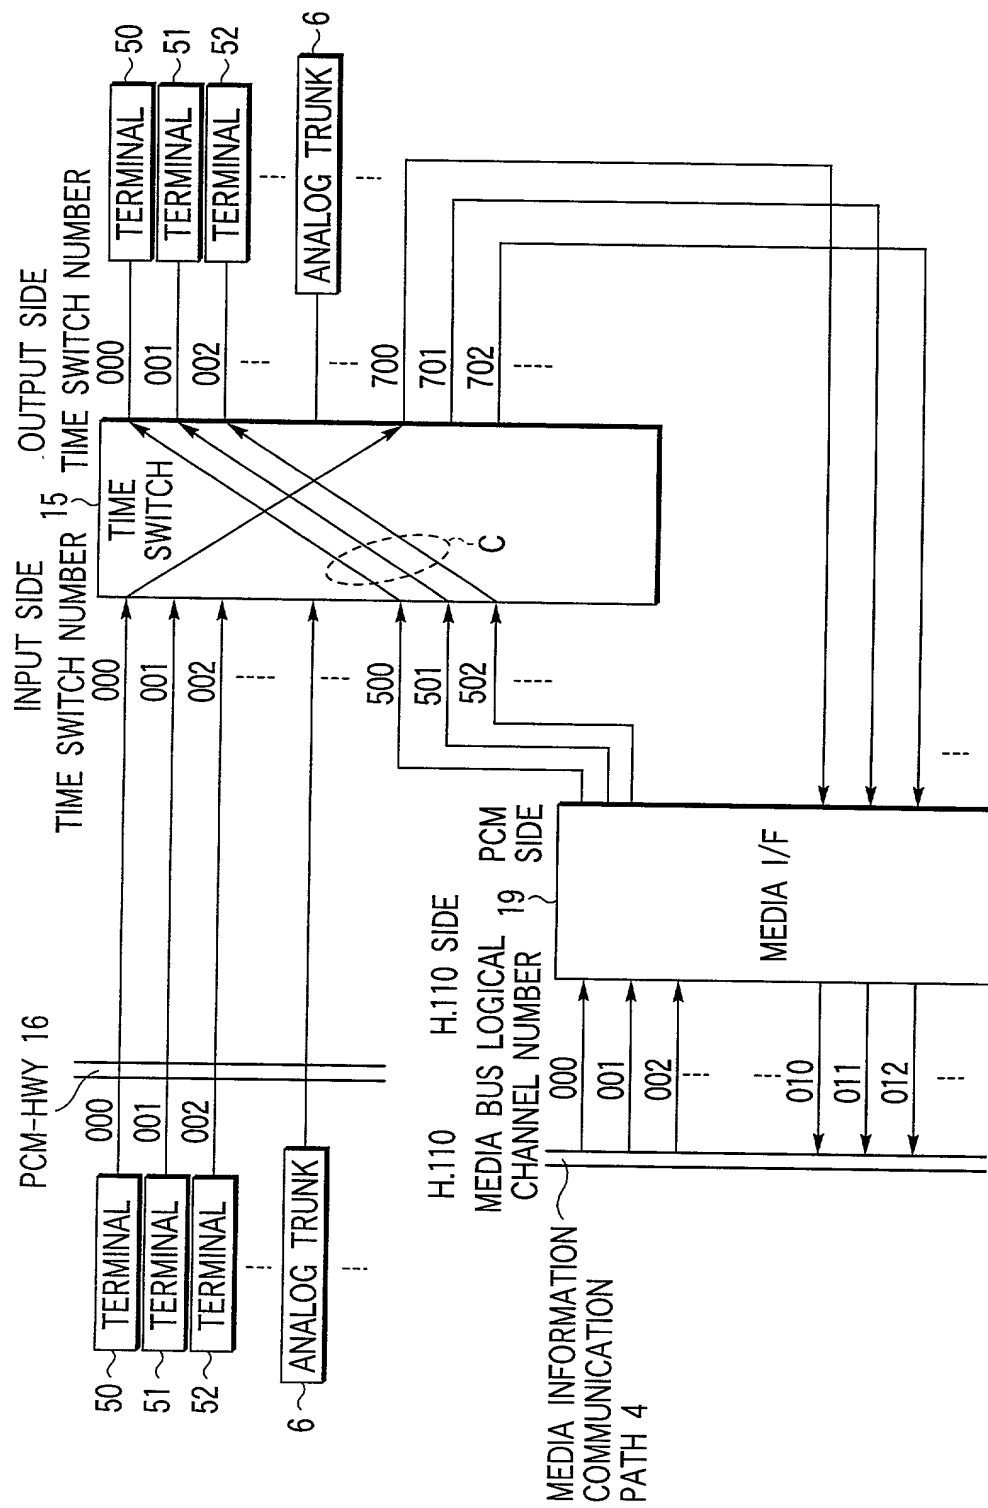 PCM-HWY 16
INPUT SIDE
TIME SWITCH NUMBER
15
OUTPUT SIDE
TIME SWITCH NUMBER
50
TERMINAL
000
000
TIME
SWITCH
000
TERMINAL
50
51
TERMINAL
001
001
001
TERMINAL
51
52
TERMINAL
002
002
002
TERMINAL
52
6
ANALOG TRUNK
ANALOG TRUNK
6
500
501
502
C
700
701
702
H.110
MEDIA BUS LOGICAL
CHANNEL NUMBER
H.110 SIDE
19
PCM
SIDE
MEDIA INFORMATION
COMMUNICATION
PATH 4
000
001
002
MEDIA I/F
010
011
012